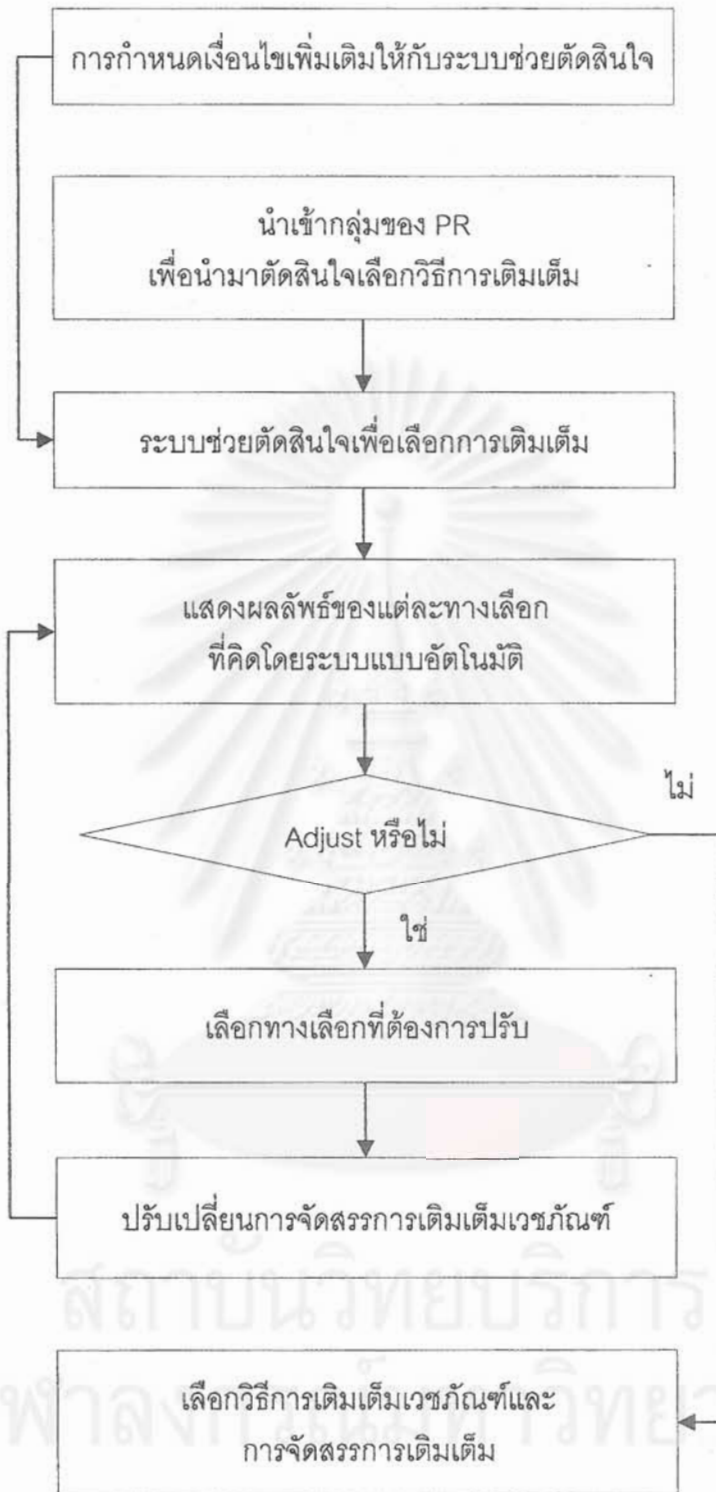 การกำหนดเงื่อนไขเพิ่มเติมให้กับระบบช่วยตัดสินใจ
นำเข้ากลุ่มของ PR
เพื่อนำมาตัดสินใจเลือกวิธีการเติมเต็ม
ระบบช่วยตัดสินใจเพื่อเลือกการเติมเต็ม
แสดงผลลัพธ์ของแต่ละทางเลือก
ที่คิดโดยระบบแบบอัตโนมัติ
ไม่
Adjust หรือไม่
ใช่
เลือกทางเลือกที่ต้องการปรับ
ปรับเปลี่ยนการจัดสรรการเติมเต็มเวชภัณฑ์
สถาบันวิทยบริการ
เลือกวิธีการเติมเต็มเวชภัณฑ์และ
การจัดสรรการเติมเต็ม